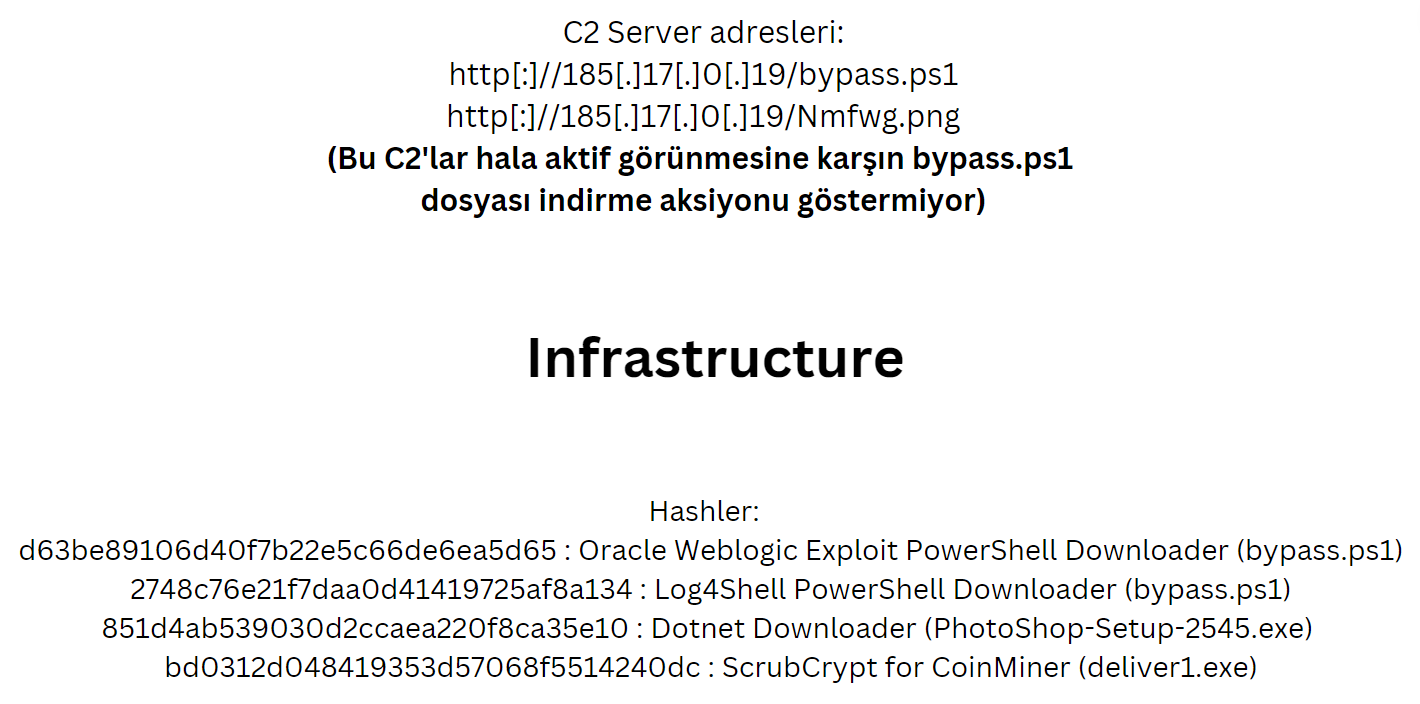 C2 Server adresleri:
http[:]//185[.]17[.]0[.]19/bypass.ps1
http[:]//185[.]17[.]0[.]19/Nmfwg.png
(Bu C2'lar hala aktif görünmesine karşın bypass.ps1
dosyası indirme aksiyonu göstermiyor)
Infrastructure
Hashler:
d63be89106d40f7b22e5c66de6ea5d65 : Oracle Weblogic Exploit PowerShell Downloader (bypass.ps1)
2748c76e21f7daa0d41419725af8a134 : Log4Shell PowerShell Downloader (bypass.ps1)
851d4ab539030d2ccaea220f8ca35e10 : Dotnet Downloader (PhotoShop-Setup-2545.exe)
bd0312d048419353d57068f5514240dc : ScrubCrypt for CoinMiner (deliver1.exe)